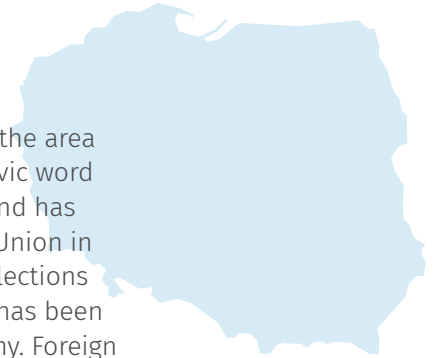 the area
vic word
nd has
Union in
lections
has been
ny. Foreign